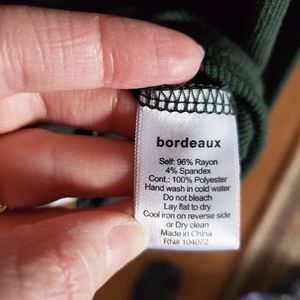 bordeaux
Self: 96% Rayon
4% Spandex
Cont.: 100% Polyester
Hand wash in cold water
Do not bleach
Lay flat to dry
Cool iron on reverse side
or Dry clean
Made in China
RN# 104072